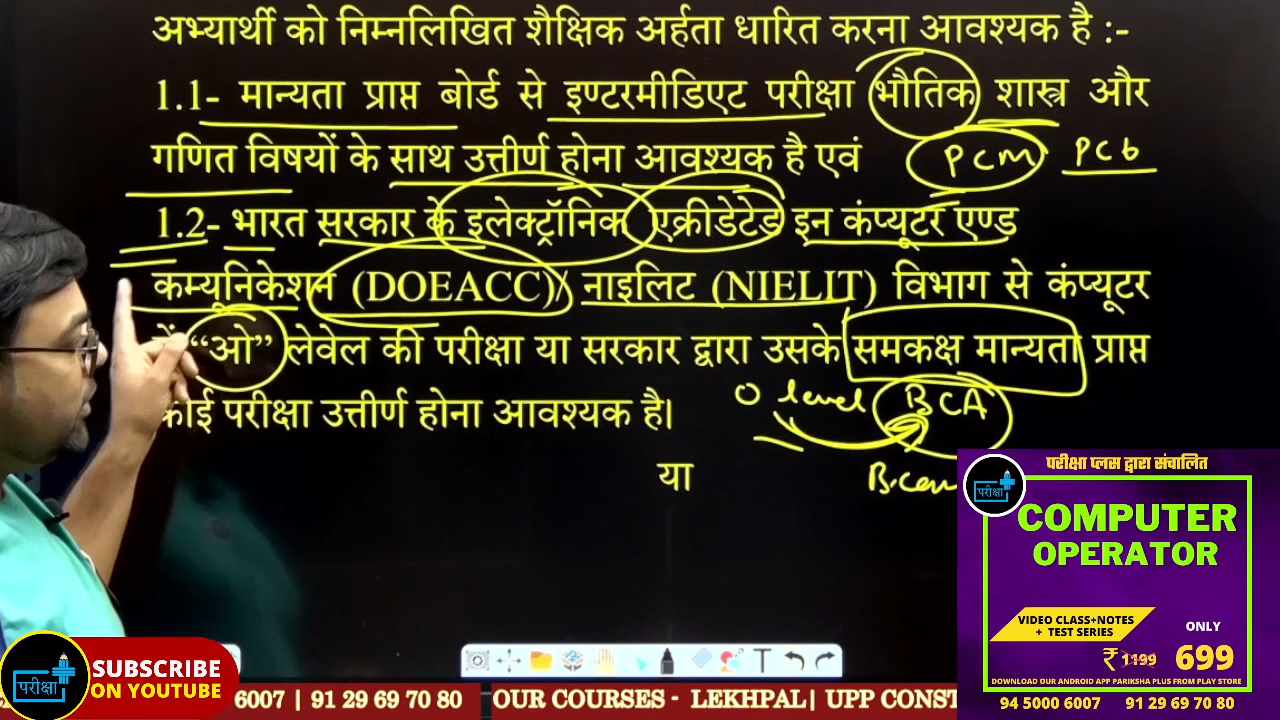 अभ्यार्थी को निम्नलिखित शैक्षिक अर्हता धारित करना आवश्यक है :-
1.1- मान्यता प्राप्त बोर्ड से इण्टरमीडिएट परीक्षा भौतिक शास्त्र और
गणित विषयों के साथ उत्तीर्ण होना आवश्यक है एवं PCM PCb
1.2- भारत सरकार के इलेक्ट्रॉनिक एक्रीडेटेड इन कंप्यूटर एण्ड
कम्यूनिकेशन (DOEACC)/ नाइलिट (NIELIT) विभाग से कंप्यूटर
“ओ” लेवेल की परीक्षा या सरकार द्वारा उसके समकक्ष मान्यता प्राप्त
कोई परीक्षा उत्तीर्ण होना आवश्यक है। O level BCA
या
परीक्षा प्लस द्वारा संचालित
परीक्षा
COMPUTER
OPERATOR
VIDEO CLASS+NOTES
+ TEST SERIES
ONLY
₹1199 699
DOWNLOAD OUR ANDROID APP PARIKSHA PLUS FROM PLAY STORE
94 5000 6007 91 29 69 70 80
परीक्षा
SUBSCRIBE
ON YOUTUBE
6007 | 91 29 69 70 80 OUR COURSES - LEKHPAL| UPP CONST